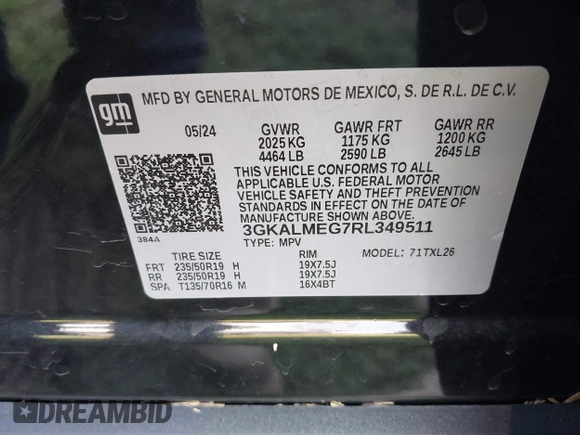 gm
MFD BY GENERAL MOTORS DE MEXICO, S. DE R.L. DE C.V.
05/24 GVWR GAWR FRT GAWR RR
2025 KG 1175 KG 1200 KG
4464 LB 2590 LB 2645 LB
THIS VEHICLE CONFORMS TO ALL
APPLICABLE U.S. FEDERAL MOTOR
VEHICLE SAFETY AND THEFT PREVENTION
STANDARDS IN EFFECT ON THE DATE OF
MANUFACTURE SHOWN ABOVE.
3GKALMEG7RL349511
384A TYPE: MPV MODEL: 71TXL26
TIRE SIZE RIM
FRT 235/50R19 H 19X7.5J
RR 235/50R19 H 19X7.5J
SPA T135/70R16 M 16X4BT
DREAMBID